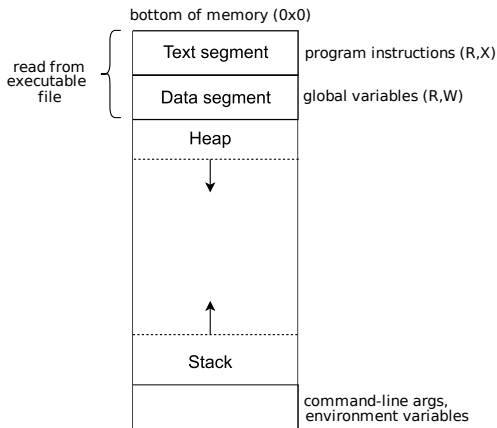 bottom of memory (0x0)
Text segment
program instructions (R,X)
read from
executable
file
Data segment
global variables (R,W)
Heap
Stack
command-line args,
environment variables